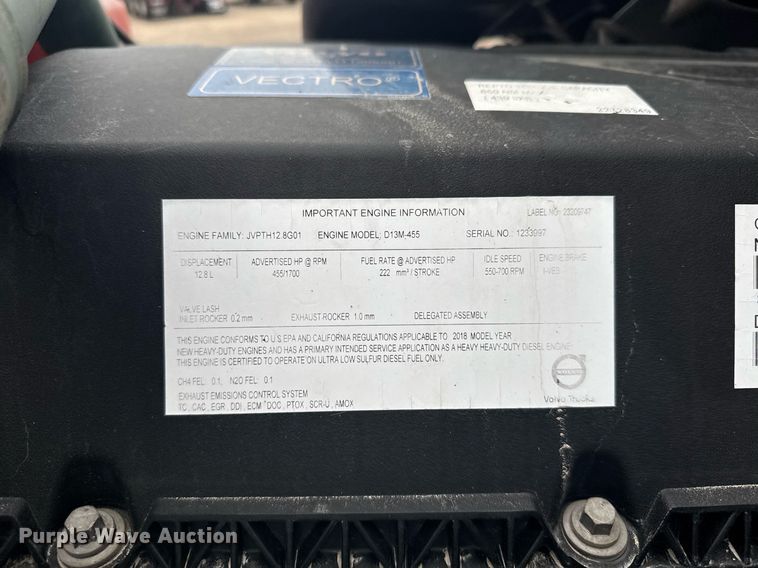 VECTRO®
22328349
IMPORTANT ENGINE INFORMATION LABEL NO: 23209747
ENGINE FAMILY: JVPTH12.8G01 ENGINE MODEL: D13M-455 SERIAL NO.: 1233997
DISPLACEMENT ADVERTISED HP @ RPM FUEL RATE @ ADVERTISED HP IDLE SPEED ENGINE BRAKE
12.8 L 455/1700 222 mm³ / STROKE 550-700 RPM I-VEB
VALVE LASH
INLET ROCKER 0.2 mm EXHAUST ROCKER 1.0 mm DELEGATED ASSEMBLY
THIS ENGINE CONFORMS TO U.S EPA AND CALIFORNIA REGULATIONS APPLICABLE TO 2018 MODEL YEAR
NEW HEAVY-DUTY ENGINES AND HAS A PRIMARY INTENDED SERVICE APPLICATION AS A HEAVY HEAVY-DUTY DIESEL ENGINE.
THIS ENGINE IS CERTIFIED TO OPERATE ON ULTRA LOW SULFUR DIESEL FUEL ONLY.
CH4 FEL: 0.1, N2O FEL: 0.1
EXHAUST EMISSIONS CONTROL SYSTEM
TC, CAC, EGR, DDI, ECM, DOC, PTOX, SCR-U, AMOX
VOLVO
Volvo Trucks
Purple Wave Auction